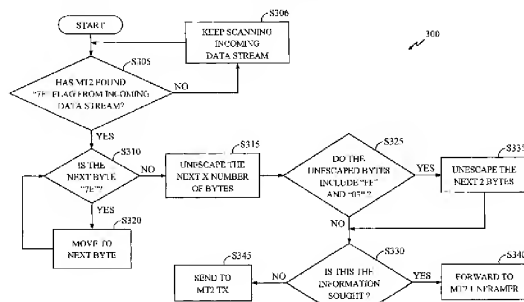 START
S306
KEEP SCANNING
INCOMING
DATA STREAM
300
S305
HAS MT2 FOUND
"7E" FLAG FROM INCOMING
DATA STREAM?
NO
YES
S310
IS THE
NEXT BYTE
"7E"?
NO
S315
UNESCAPE THE
NEXT X NUMBER
OF BYTES
S325
DO THE
UNESCAPED BYTES
INCLUDE "FF"
AND "03"?
YES
S335
UNESCAPE THE
NEXT 2 BYTES
YES
S320
MOVE TO
NEXT BYTE
NO
S330
IS THIS THE
INFORMATION
SOUGHT?
S345
SEND TO
MT2 TX
NO
YES
S340
FORWARD TO
UNFRAMER